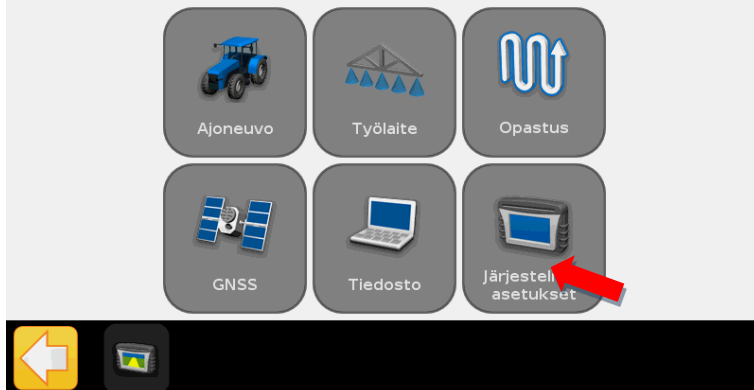 Ajoneuvo
Työlaite
Opastus
GNSS
Tiedosto
asetukset